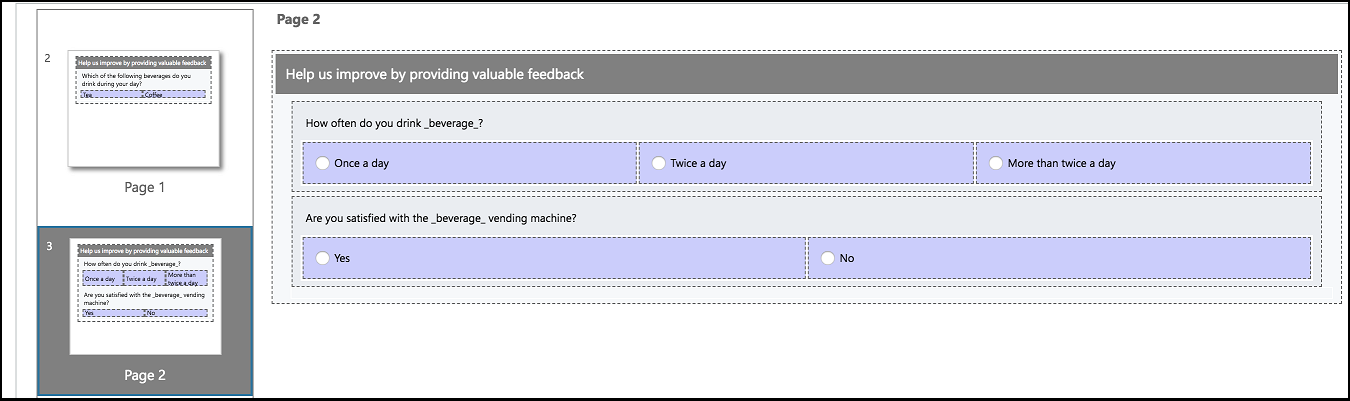 2
Help us improve by providing valuable feedback
Which of the following beverages do you
drink during your day?
Tea
Coffee
Page 1
3
Help us improve by providing valuable feedback
How often do you drink _beverage_?
Once a day
Twice a day
More than
twice a day
Are you satisfied with the _beverage_ vending
machine?
Yes
No
Page 2
Page 2
Help us improve by providing valuable feedback
How often do you drink _beverage_?
Once a day
Twice a day
More than twice a day
Are you satisfied with the _beverage_ vending machine?
Yes
No